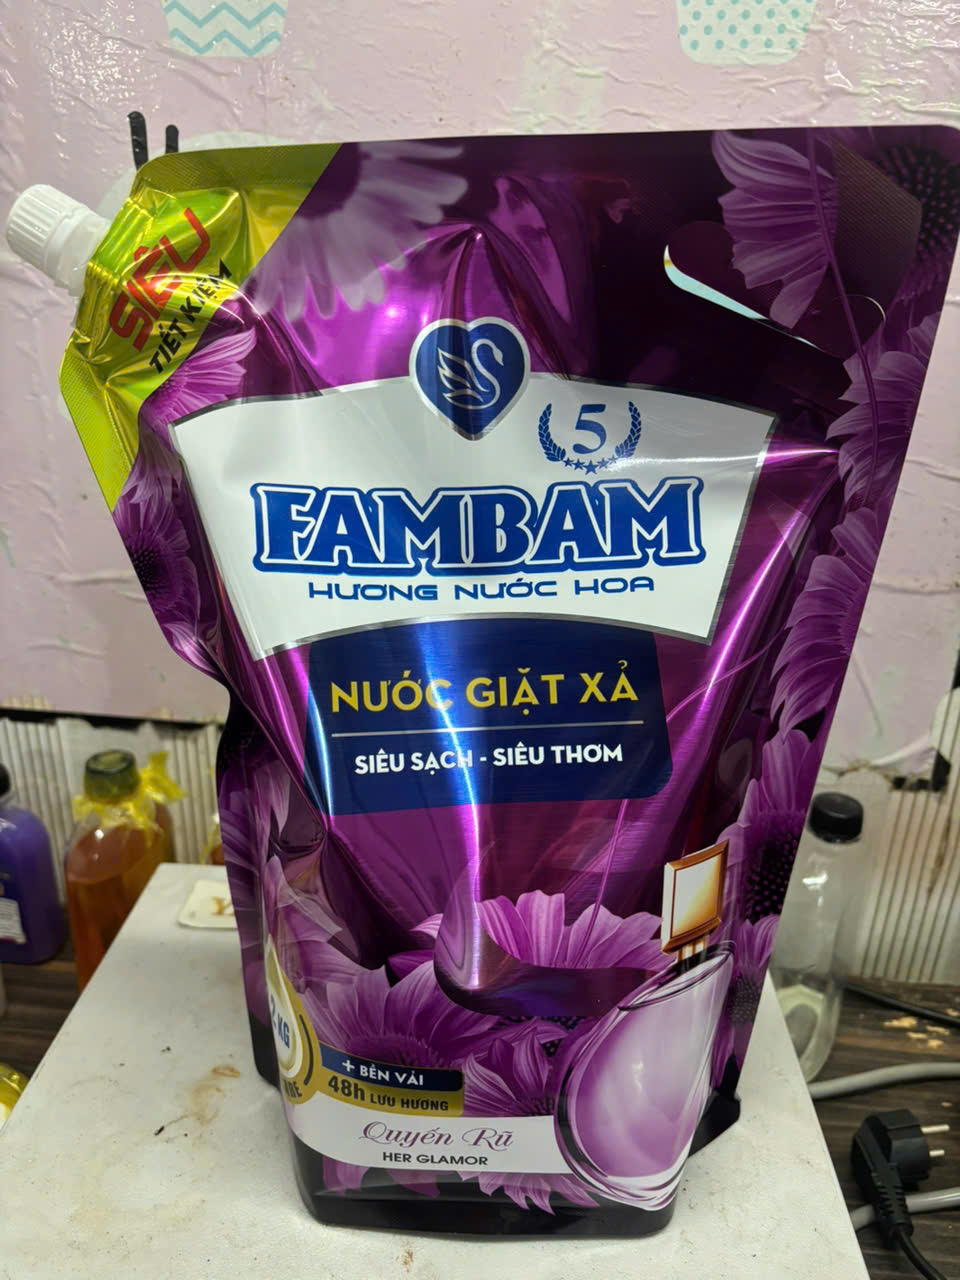 SIÊU
TIẾT KIỆM
5
FAMBAM
HƯƠNG NƯỚC HOA
NƯỚC GIẶT XẢ
SIÊU SẠCH - SIÊU THƠM
KG
+ BỀN VẢI
48h LƯU HƯƠNG
Quyến Rũ
HER GLAMOR